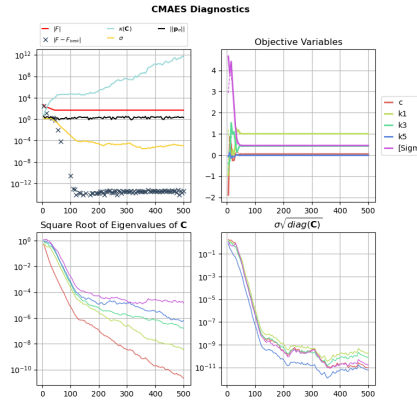 CMAES Diagnostics
|F| κ(C) ||pσ||
|F − Fbest| σ
Objective Variables
10^12
10^8
10^4
10^0
10^-4
10^-8
10^-12
0 100 200 300 400 500
4
3
2
1
0
−1
−2
0 100 200 300 400 500
c
k1
k3
k5
[Sign
Square Root of Eigenvalues of C
σ√diag(C)
10^0
10^-2
10^-4
10^-6
10^-8
10^-10
0 100 200 300 400 500
10^-1
10^-3
10^-5
10^-7
10^-9
10^-11
0 100 200 300 400 500